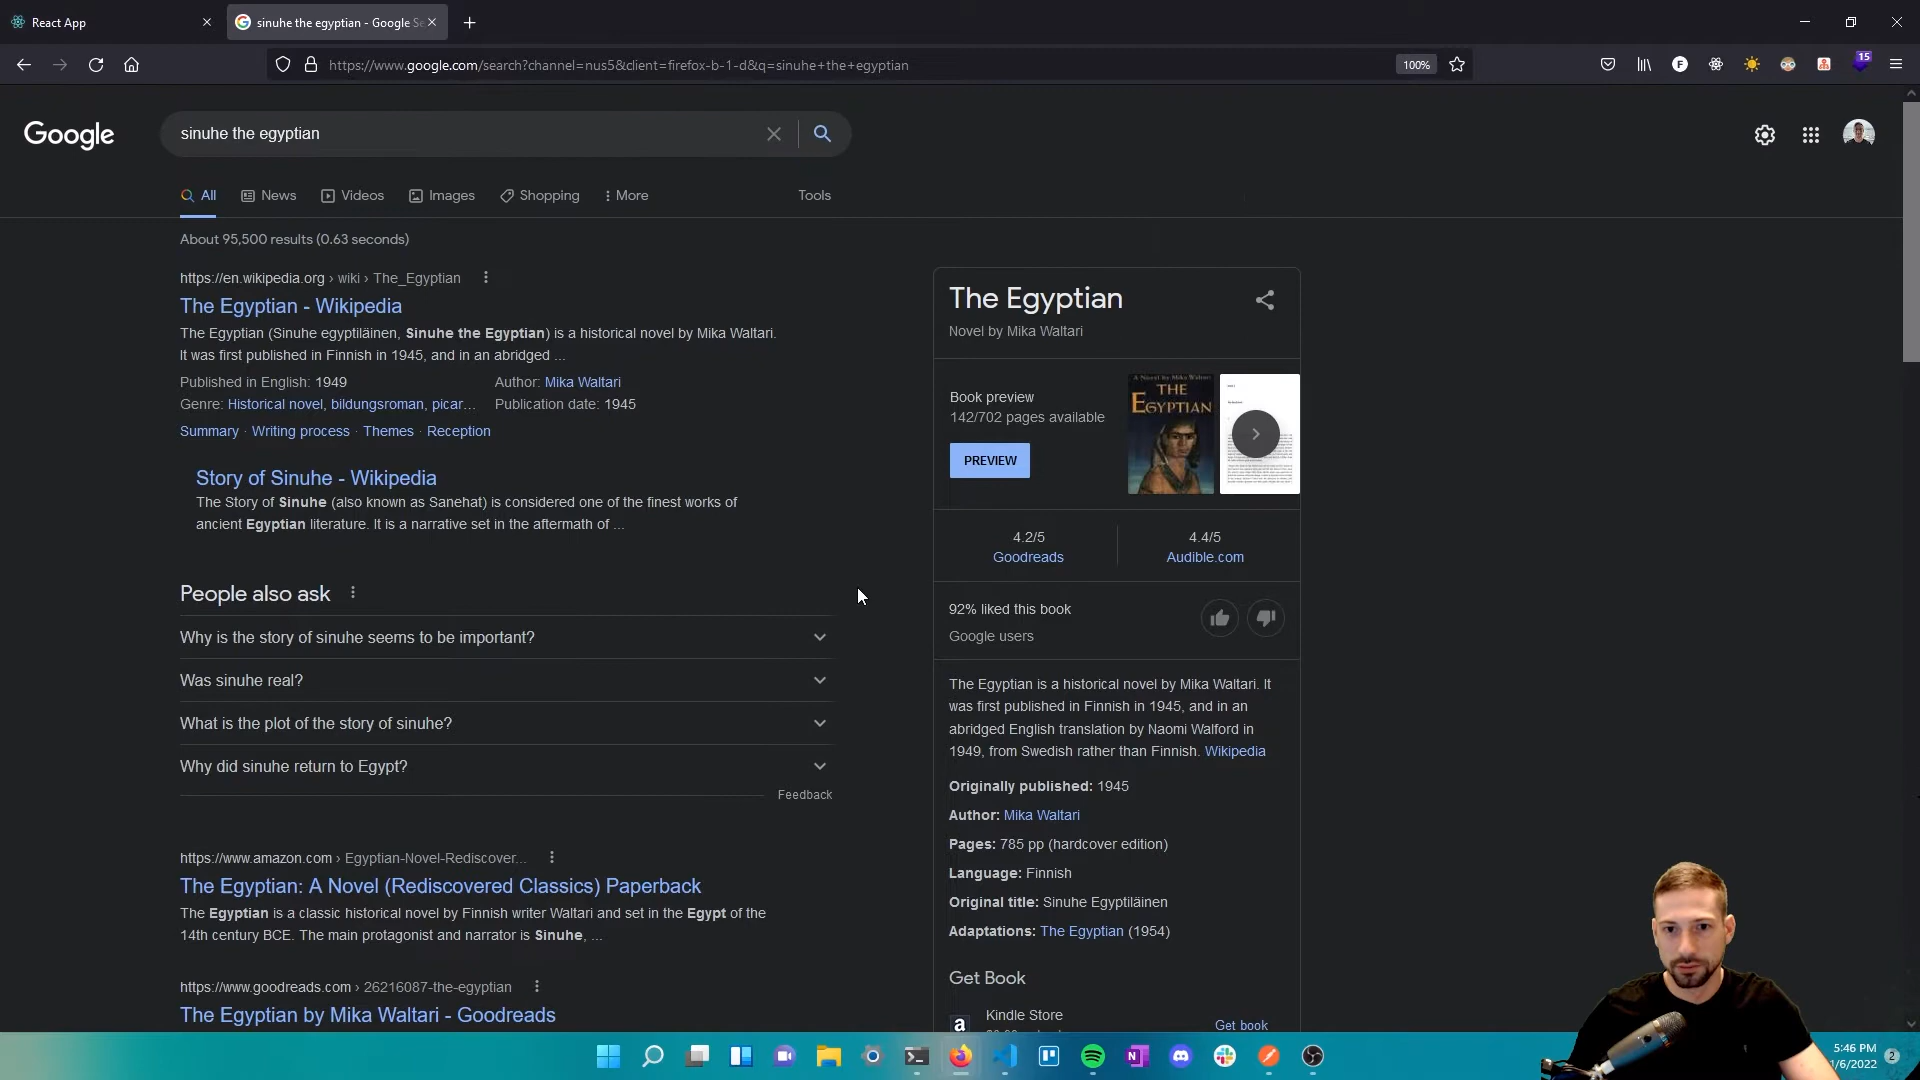 React App
sinuhe the egyptian - Google Se
https://www.google.com/search?channel=nus5&client=firefox-b-1-d&q=sinuhe+the+egyptian
100%
15
Google
sinuhe the egyptian
All
News
Videos
Images
Shopping
More
Tools
About 95,500 results (0.63 seconds)
https://en.wikipedia.org › wiki › The_Egyptian
The Egyptian - Wikipedia
The Egyptian (Sinuhe egyptiläinen, Sinuhe the Egyptian) is a historical novel by Mika Waltari.
It was first published in Finnish in 1945, and in an abridged ...
Published in English: 1949
Author: Mika Waltari
Genre: Historical novel, bildungsroman, picar...
Publication date: 1945
Summary · Writing process · Themes · Reception
Story of Sinuhe - Wikipedia
The Story of Sinuhe (also known as Sanehat) is considered one of the finest works of
ancient Egyptian literature. It is a narrative set in the aftermath of ...
People also ask
Why is the story of sinuhe seems to be important?
Was sinuhe real?
What is the plot of the story of sinuhe?
Why did sinuhe return to Egypt?
Feedback
https://www.amazon.com › Egyptian-Novel-Rediscover...
The Egyptian: A Novel (Rediscovered Classics) Paperback
The Egyptian is a classic historical novel by Finnish writer Waltari and set in the Egypt of the
14th century BCE. The main protagonist and narrator is Sinuhe, ...
https://www.goodreads.com › 26216087-the-egyptian
The Egyptian by Mika Waltari - Goodreads
The Egyptian
Novel by Mika Waltari
Book preview
142/702 pages available
PREVIEW
A Novel by Mika Waltari
THE
EGYPTIAN
4.2/5
Goodreads
4.4/5
Audible.com
92% liked this book
Google users
The Egyptian is a historical novel by Mika Waltari. It
was first published in Finnish in 1945, and in an
abridged English translation by Naomi Walford in
1949, from Swedish rather than Finnish. Wikipedia
Originally published: 1945
Author: Mika Waltari
Pages: 785 pp (hardcover edition)
Language: Finnish
Original title: Sinuhe Egyptiläinen
Adaptations: The Egyptian (1954)
Get Book
Kindle Store
Get book
5:46 PM
/6/2022
2